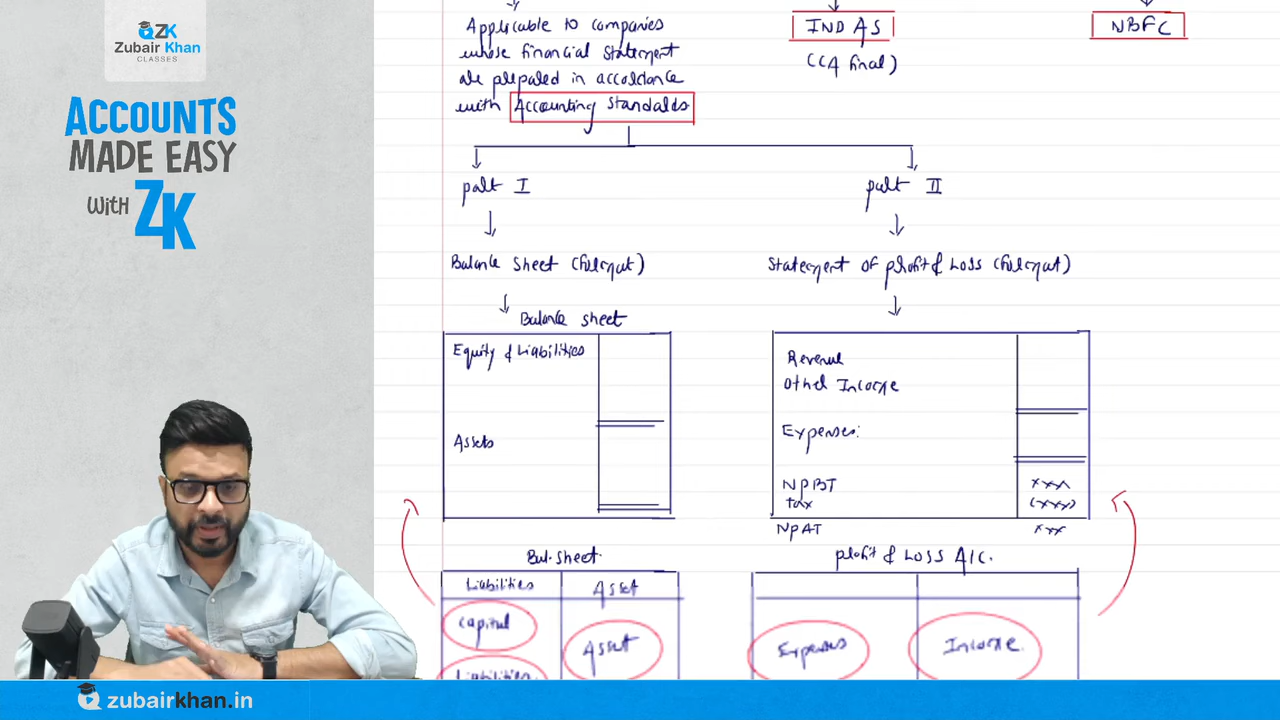 ZK
Zubair Khan
CLASSES
ACCOUNTS
MADE EASY
WITH ZK
Applicable to companies
whose financial Statement
are prepared in accordance
with Accounting Standards
IND AS
(CA final)
NBFC
part I
part II
Balance Sheet (format)
Statement of profit & Loss (format)
Balance sheet
Equity & Liabilities
Assets
Revenue
Other Income
Expenses:
NPBT xxx
tax (xxx)
NPAT xxx
Bal. sheet.
Liabilities Asset
capital
Asset
Liabilities
profit & Loss A/C.
Expenses
Income.
zubairkhan.in